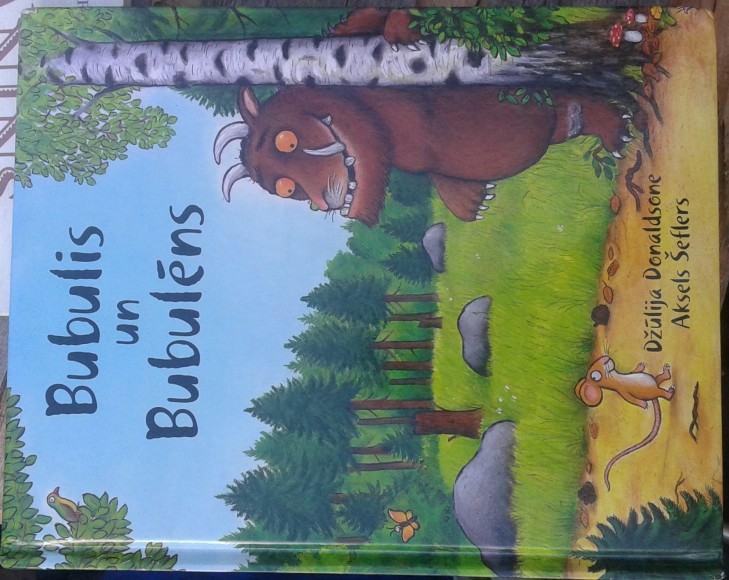 Bubulis
un
Bubulēns
Džūlija Donaldsone
Aksels Šeflers